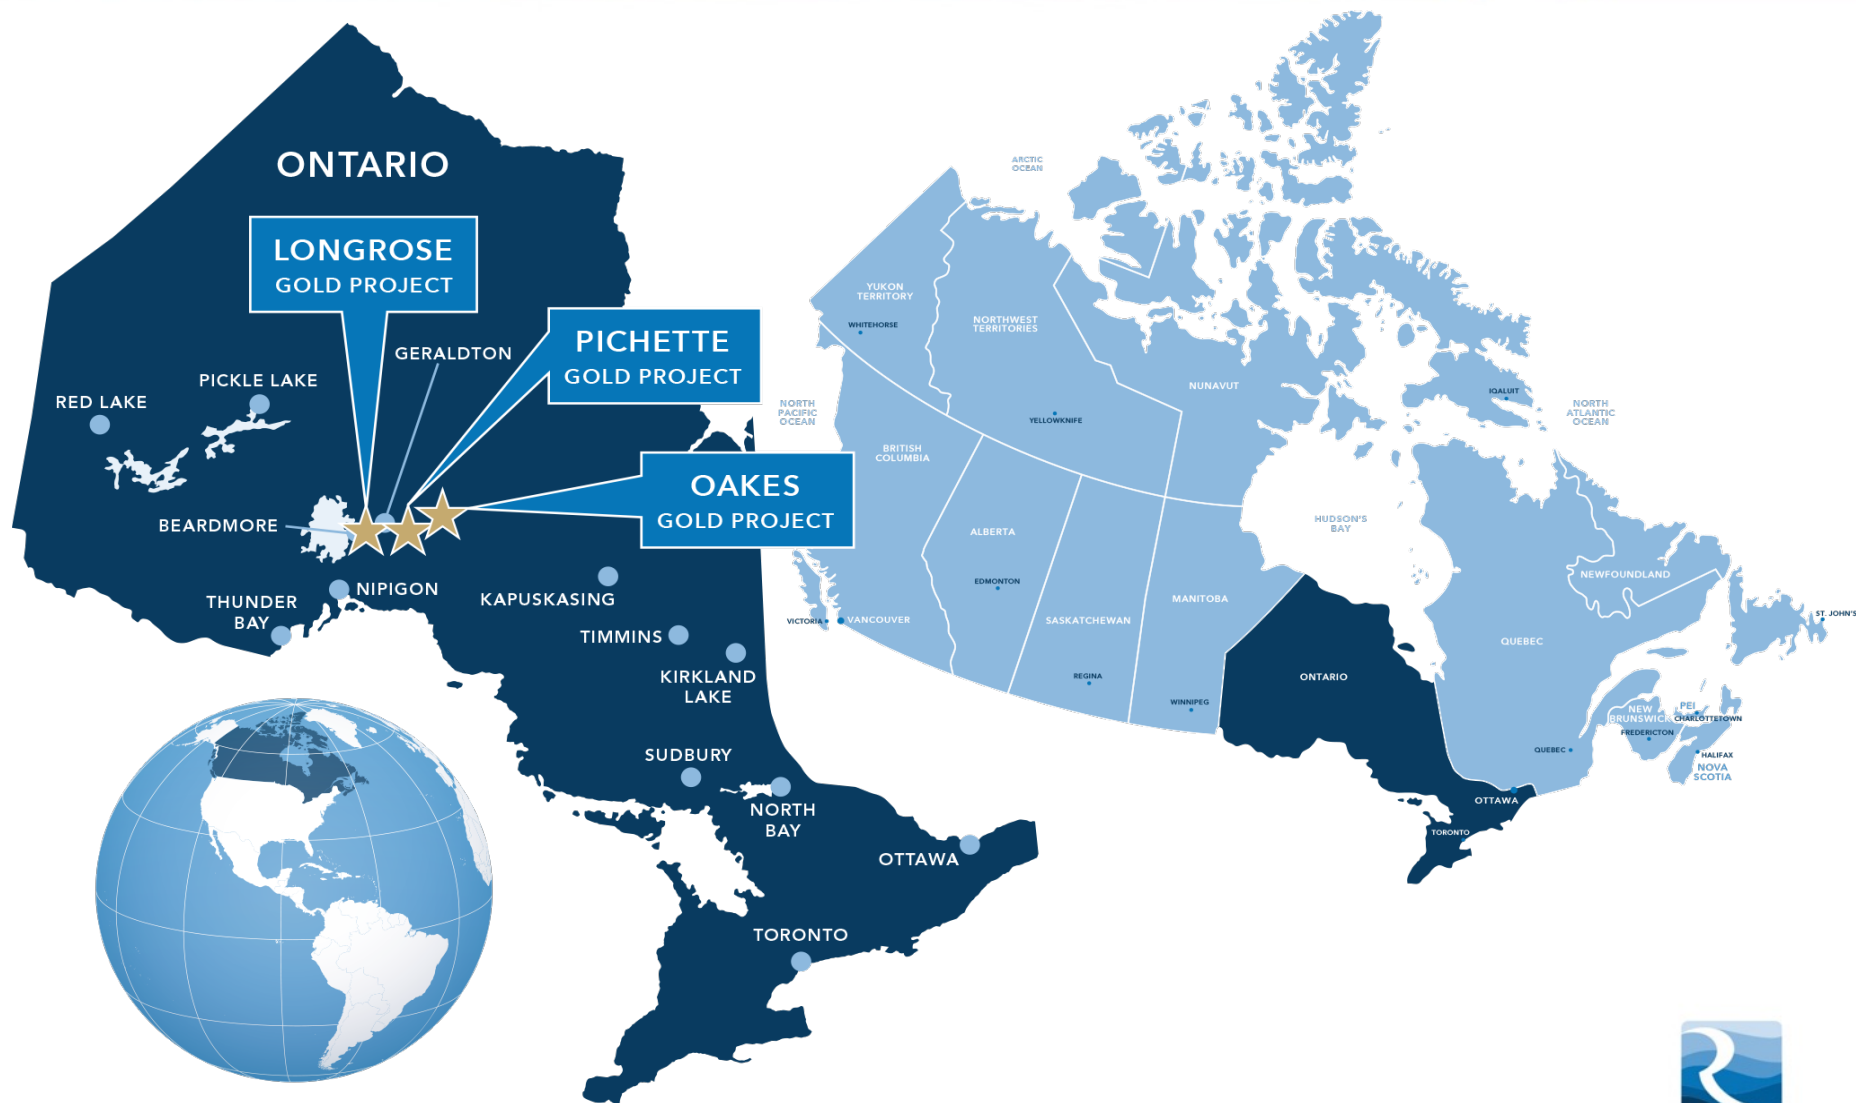 ONTARIO
LONGROSE
GOLD PROJECT
PICHETTE
GOLD PROJECT
GERALDTON
PICKLE LAKE
RED LAKE
OAKES
GOLD PROJECT
BEARDMORE
NIPIGON
THUNDER
BAY
KAPUSKASING
TIMMINS
KIRKLAND
LAKE
SUDBURY
NORTH
BAY
OTTAWA
TORONTO
ARCTIC
OCEAN
YUKON
TERRITORY
WHITEHORSE
NORTHWEST
TERRITORIES
NUNAVUT
IQALUIT
NORTH
PACIFIC
OCEAN
YELLOWKNIFE
NORTH
ATLANTIC
OCEAN
BRITISH
COLUMBIA
ALBERTA
HUDSON'S
BAY
EDMONTON
NEWFOUNDLAND
MANITOBA
VICTORIA
VANCOUVER
SASKATCHEWAN
ST. JOHN'S
QUEBEC
REGINA
ONTARIO
WINNIPEG
NEW
BRUNSWICK
PEI
CHARLOTTETOWN
FREDERICTON
QUEBEC
HALIFAX
NOVA
SCOTIA
OTTAWA
TORONTO
R